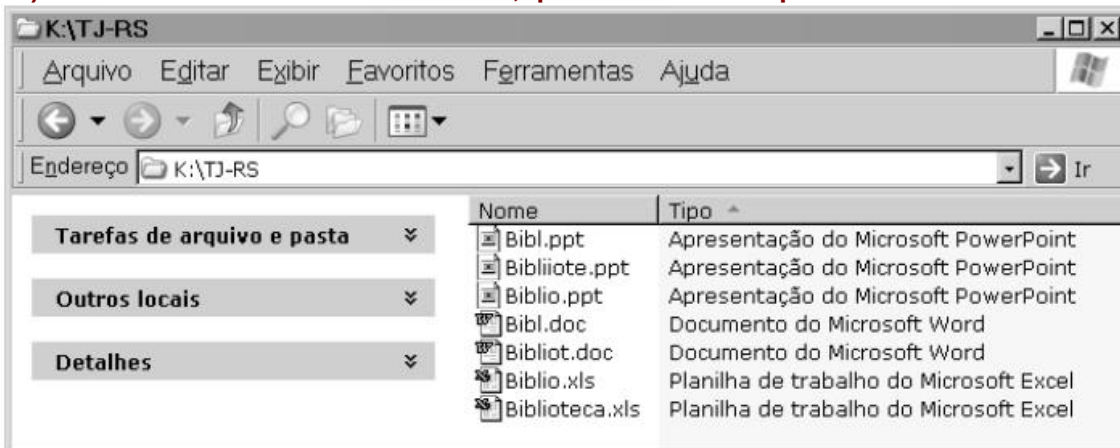 K:\TJ-RS
Arquivo Editar Exibir Favoritos Ferramentas Ajuda
Endereço K:\TJ-RS Ir
Nome Tipo
Tarefas de arquivo e pasta
Outros locais
Detalhes
Bibl.ppt Apresentação do Microsoft PowerPoint
Bibliiote.ppt Apresentação do Microsoft PowerPoint
Biblio.ppt Apresentação do Microsoft PowerPoint
Bibl.doc Documento do Microsoft Word
Bibliot.doc Documento do Microsoft Word
Biblio.xls Planilha de trabalho do Microsoft Excel
Biblioteca.xls Planilha de trabalho do Microsoft Excel